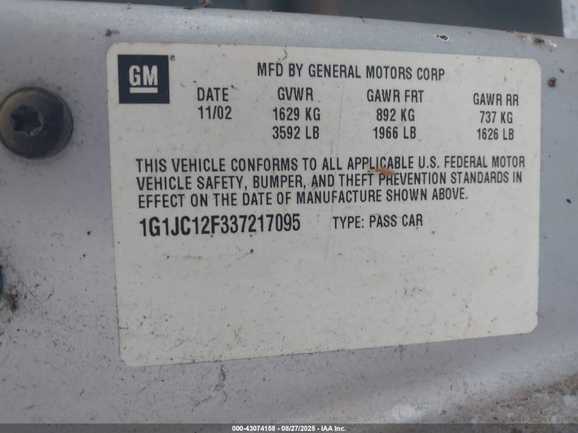 GM
MFD BY GENERAL MOTORS CORP
DATE GVWR GAWR FRT GAWR RR
11/02 1629 KG 892 KG 737 KG
3592 LB 1966 LB 1626 LB
THIS VEHICLE CONFORMS TO ALL APPLICABLE U.S. FEDERAL MOTOR
VEHICLE SAFETY, BUMPER, AND THEFT PREVENTION STANDARDS IN
EFFECT ON THE DATE OF MANUFACTURE SHOWN ABOVE.
1G1JC12F337217095 TYPE: PASS CAR
000-43074158 08/27/2025 IAA Inc.